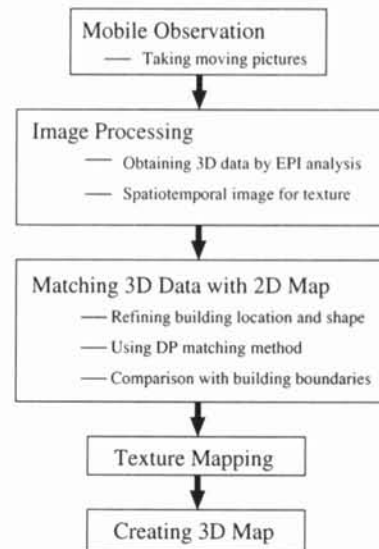 Mobile Observation
— Taking moving pictures
Image Processing
— Obtaining 3D data by EPI analysis
— Spatiotemporal image for texture
Matching 3D Data with 2D Map
— Refining building location and shape
— Using DP matching method
— Comparison with building boundaries
Texture Mapping
Creating 3D Map